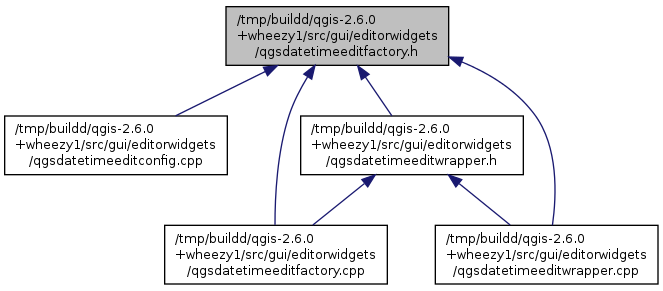 /tmp/buildd/qgis-2.6.0
+wheezy1/src/gui/editorwidgets
/qgsdatetimeeditfactory.h
/tmp/buildd/qgis-2.6.0
+wheezy1/src/gui/editorwidgets
/qgsdatetimeeditconfig.cpp
/tmp/buildd/qgis-2.6.0
+wheezy1/src/gui/editorwidgets
/qgsdatetimeeditwrapper.h
/tmp/buildd/qgis-2.6.0
+wheezy1/src/gui/editorwidgets
/qgsdatetimeeditfactory.cpp
/tmp/buildd/qgis-2.6.0
+wheezy1/src/gui/editorwidgets
/qgsdatetimeeditwrapper.cpp